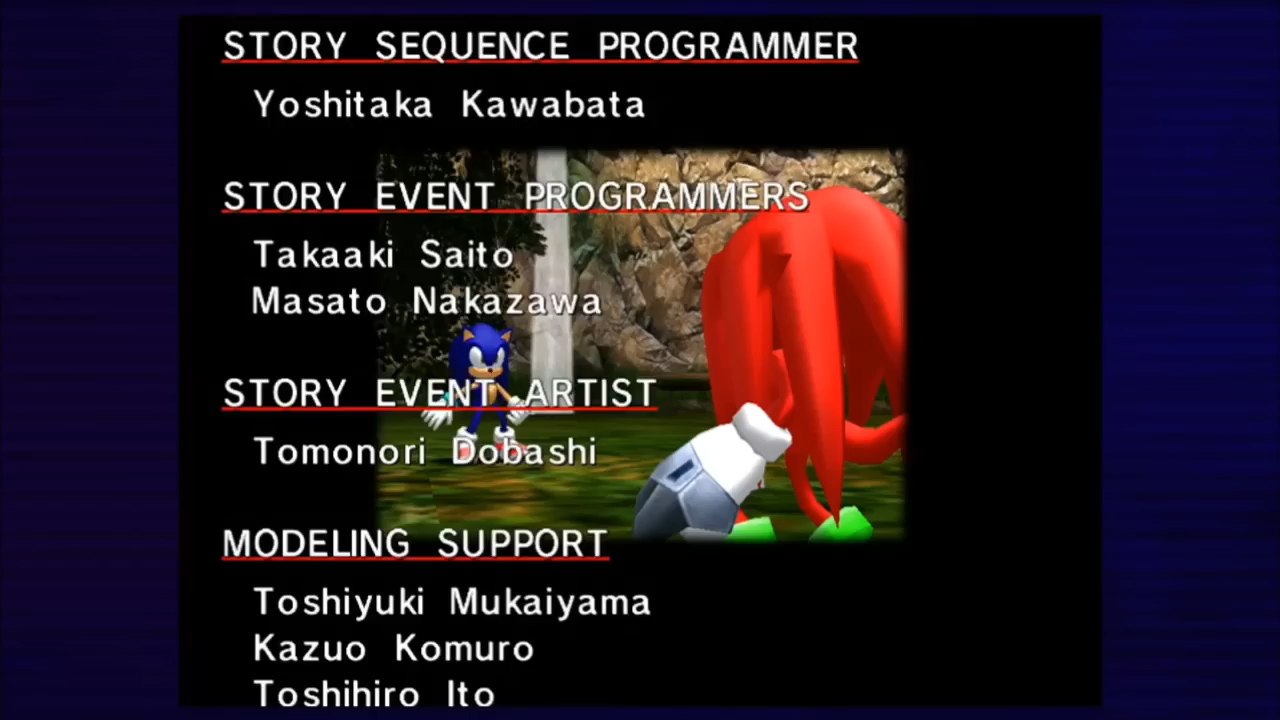 STORY SEQUENCE PROGRAMMER
Yoshitaka Kawabata
STORY EVENT PROGRAMMERS
Takaaki Saito
Masato Nakazawa
STORY EVENT ARTIST
Tomonori Dobashi
MODELING SUPPORT
Toshiyuki Mukaiyama
Kazuo Komuro
Toshihiro Ito